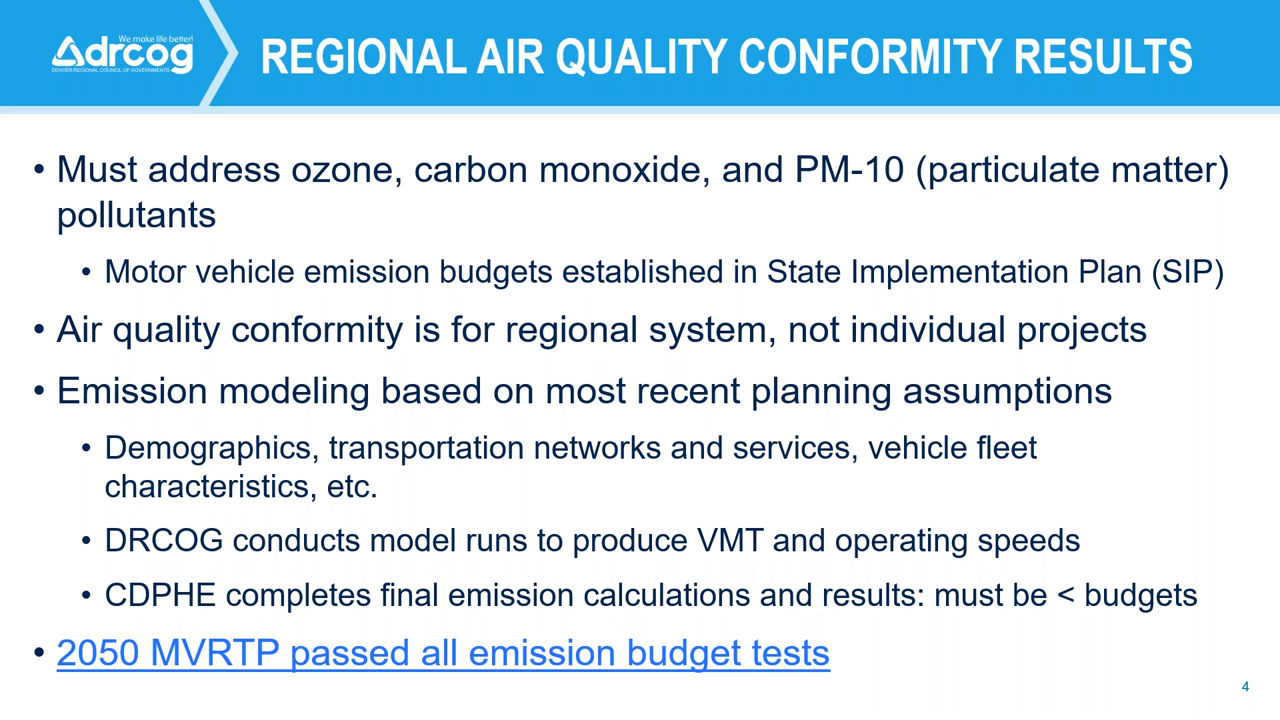 We make life better!
drcog
DENVER REGIONAL COUNCIL OF GOVERNMENTS
REGIONAL AIR QUALITY CONFORMITY RESULTS
• Must address ozone, carbon monoxide, and PM-10 (particulate matter)
pollutants
• Motor vehicle emission budgets established in State Implementation Plan (SIP)
• Air quality conformity is for regional system, not individual projects
• Emission modeling based on most recent planning assumptions
• Demographics, transportation networks and services, vehicle fleet
characteristics, etc.
• DRCOG conducts model runs to produce VMT and operating speeds
• CDPHE completes final emission calculations and results: must be < budgets
• 2050 MVRTP passed all emission budget tests
4